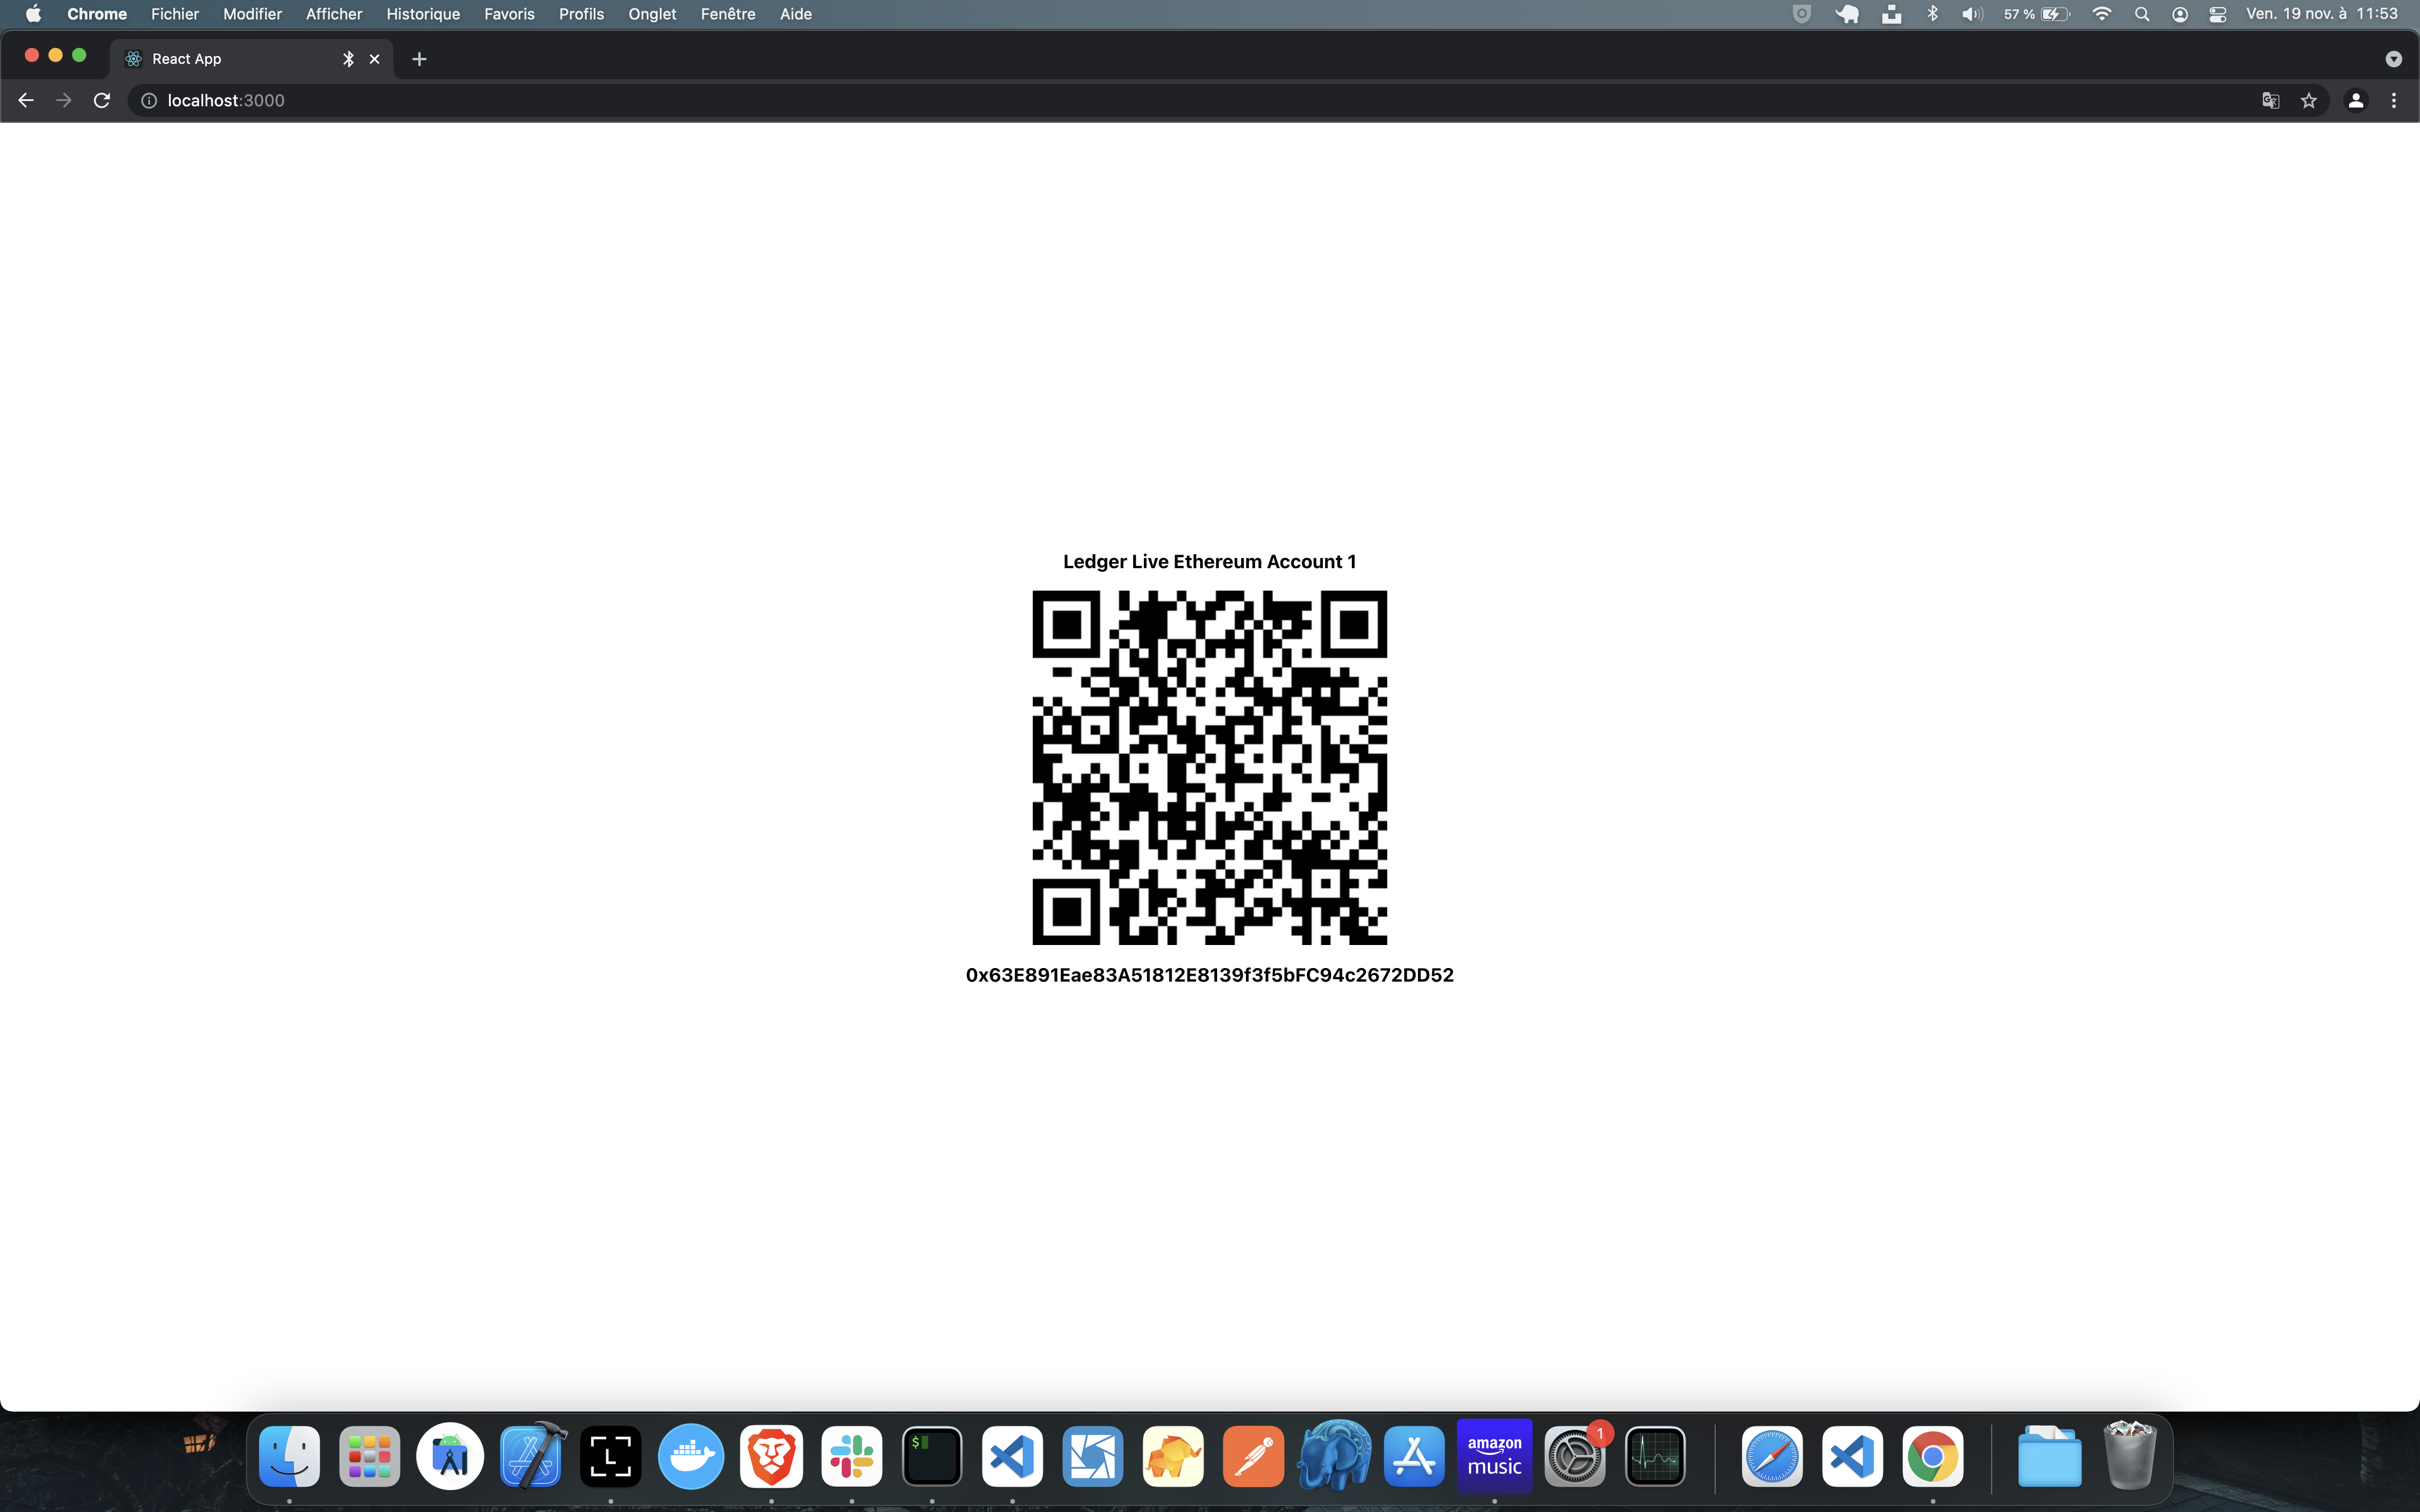 Chrome Fichier Modifier Afficher Historique Favoris Profils Onglet Fenêtre Aide 57 % Ven. 19 nov. à 11:53
React App
localhost:3000
Ledger Live Ethereum Account 1
0x63E891Eae83A51812E8139f3f5bFC94c2672DD52
$
amazon
music
1